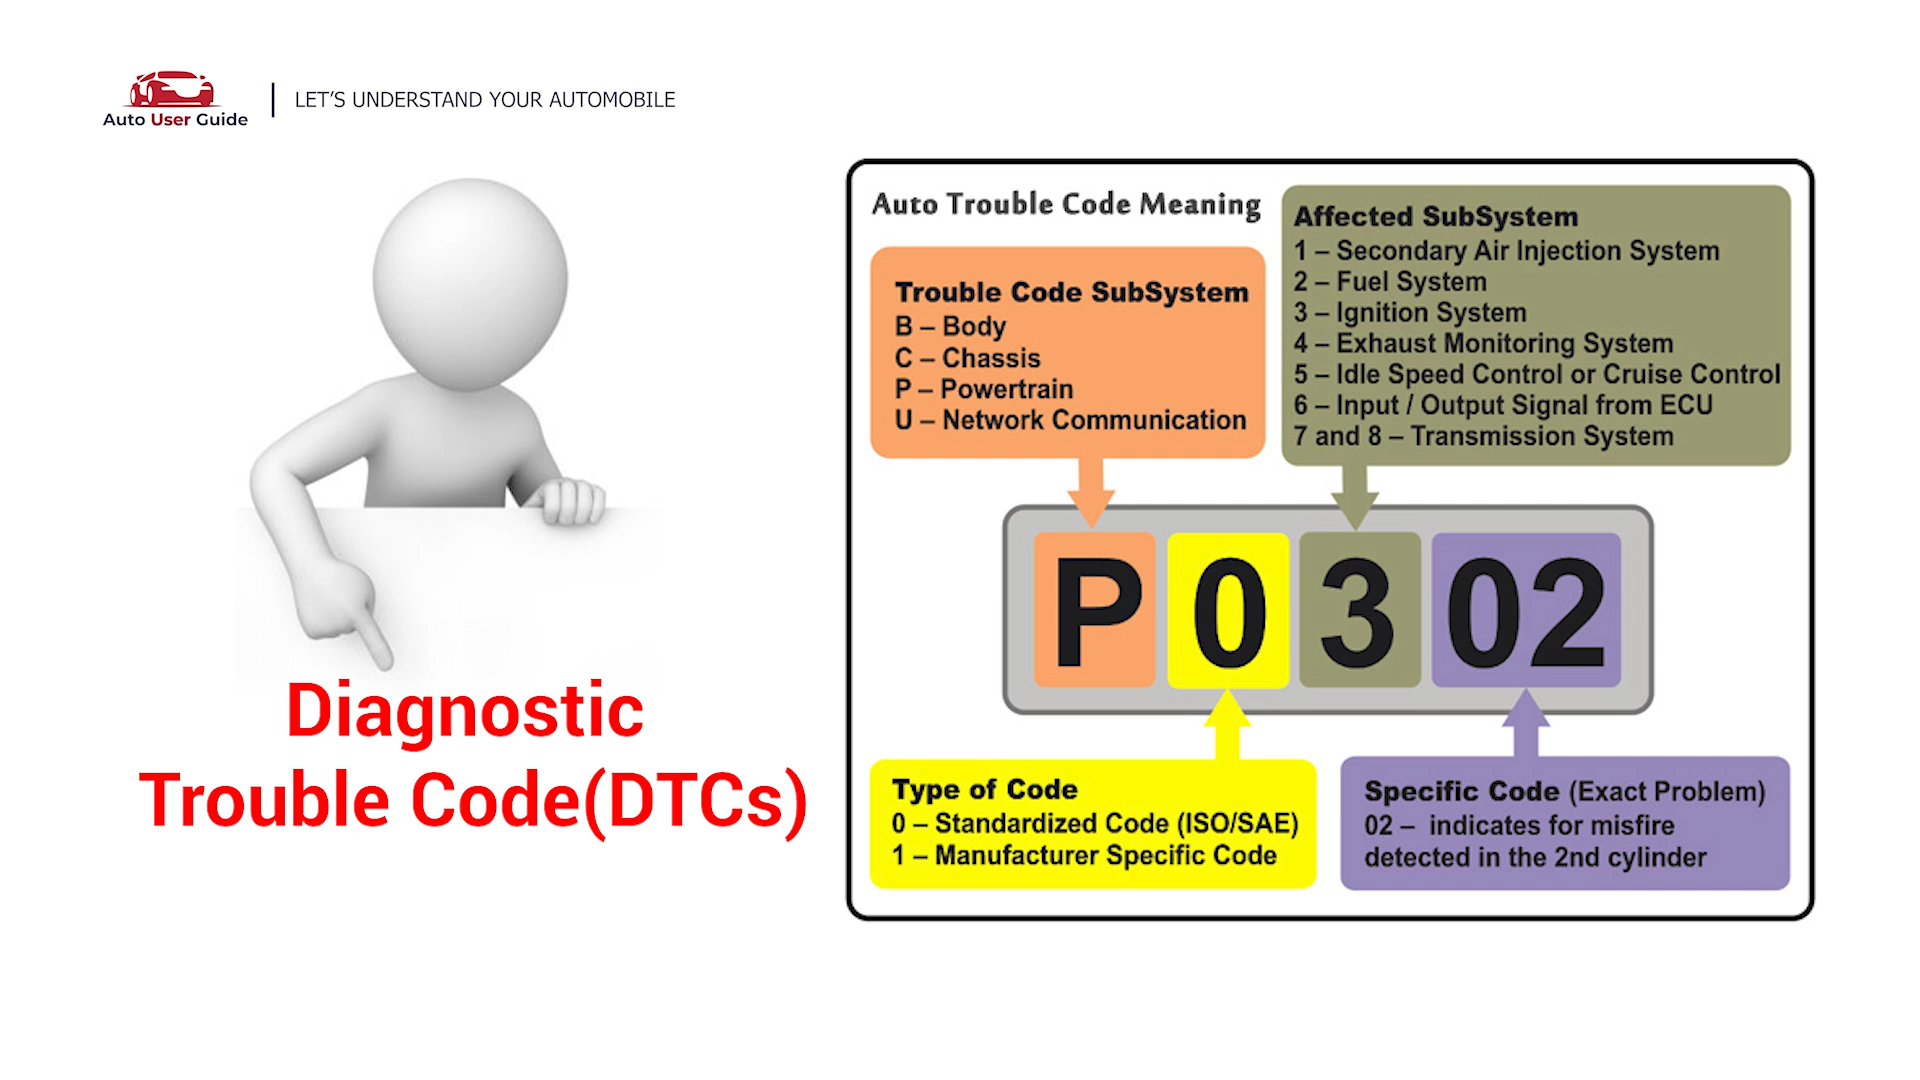 Auto User Guide
LET'S UNDERSTAND YOUR AUTOMOBILE
Diagnostic
Trouble Code(DTCs)
Auto Trouble Code Meaning
Trouble Code SubSystem
B – Body
C – Chassis
P – Powertrain
U – Network Communication
Affected SubSystem
1 – Secondary Air Injection System
2 – Fuel System
3 – Ignition System
4 – Exhaust Monitoring System
5 – Idle Speed Control or Cruise Control
6 – Input / Output Signal from ECU
7 and 8 – Transmission System
P 0 3 02
Type of Code
0 – Standardized Code (ISO/SAE)
1 – Manufacturer Specific Code
Specific Code (Exact Problem)
02 – indicates for misfire
detected in the 2nd cylinder